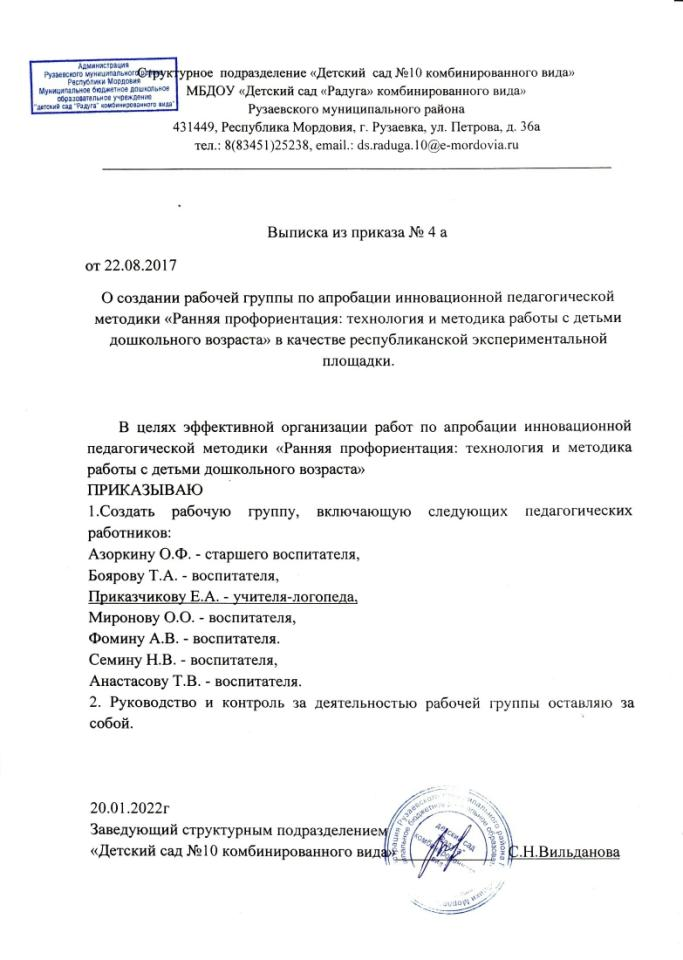 Администрация
Рузаевского муниципального
Республики Мордовия
Муниципальное бюджетное дошкольное
образовательное учреждение
"детский сад "Радуга" комбинированного вида"
Структурное подразделение «Детский сад №10 комбинированного вида»
МБДОУ «Детский сад «Радуга» комбинированного вида»
Рузаевского муниципального района
431449, Республика Мордовия, г. Рузаевка, ул. Петрова, д. 36а
тел.: 8(83451)25238, email.: ds.raduga.10@e-mordovia.ru
Выписка из приказа № 4 а
от 22.08.2017
О создании рабочей группы по апробации инновационной педагогической
методики «Ранняя профориентация: технология и методика работы с детьми
дошкольного возраста» в качестве республиканской экспериментальной
площадки.
В целях эффективной организации работ по апробации инновационной
педагогической методики «Ранняя профориентация: технология и методика
работы с детьми дошкольного возраста»
ПРИКАЗЫВАЮ
1.Создать рабочую группу, включающую следующих педагогических
работников:
Азоркину О.Ф. - старшего воспитателя,
Боярову Т.А. - воспитателя,
Приказчикову Е.А. - учителя-логопеда,
Миронову О.О. - воспитателя,
Фомину А.В. - воспитателя.
Семину Н.В. - воспитателя,
Анастасову Т.В. - воспитателя.
2. Руководство и контроль за деятельностью рабочей группы оставляю за
собой.
20.01.2022г
Заведующий структурным подразделением
«Детский сад №10 комбинированного вида» С.Н.Вильданова
детский сад
"Радуга"